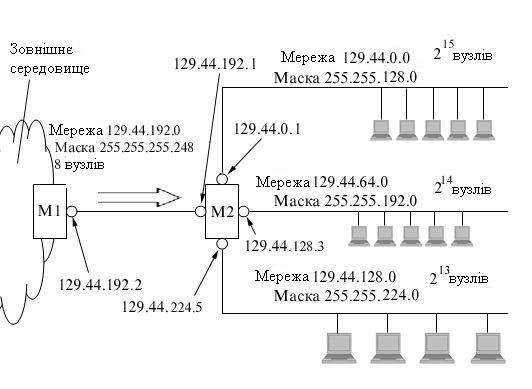 Зовнішнє
середовище
129.44.192.1
Мережа 129.44.0.0 2^15 вузлів
Маска 255.255.128.0
Мережа 129.44.192.0
Маска 255.255.255.248
8 вузлів
129.44.0.1
Мережа 129.44.64.0 2^14 вузлів
Маска 255.255.192.0
M1
M2
129.44.128.3
129.44.192.2
129.44.224.5
Мережа 129.44.128.0 2^13 вузлів
Маска 255.255.224.0